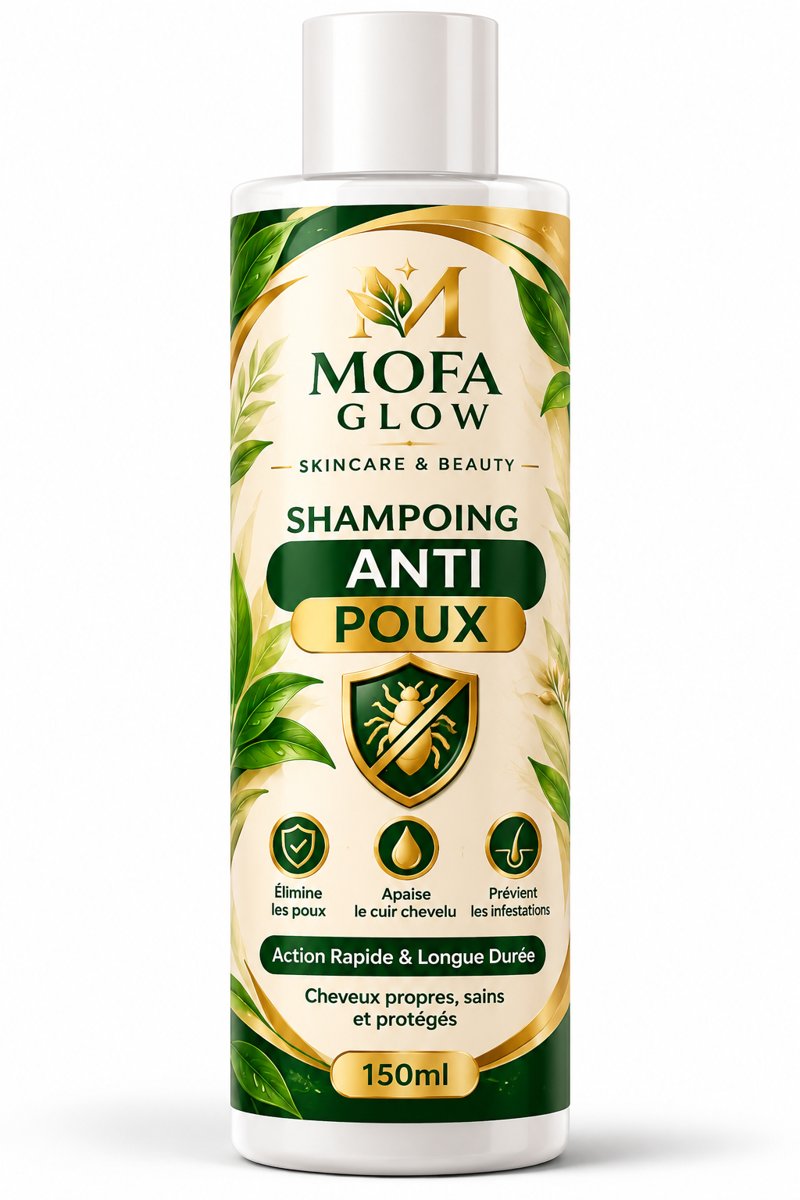 M
MOFA
GLOW
SKINCARE & BEAUTY
SHAMPOING
ANTI
POUX
Élimine
les poux
Apaise
le cuir chevelu
Prévient
les infestations
Action Rapide & Longue Durée
Cheveux propres, sains
et protégés
150ml